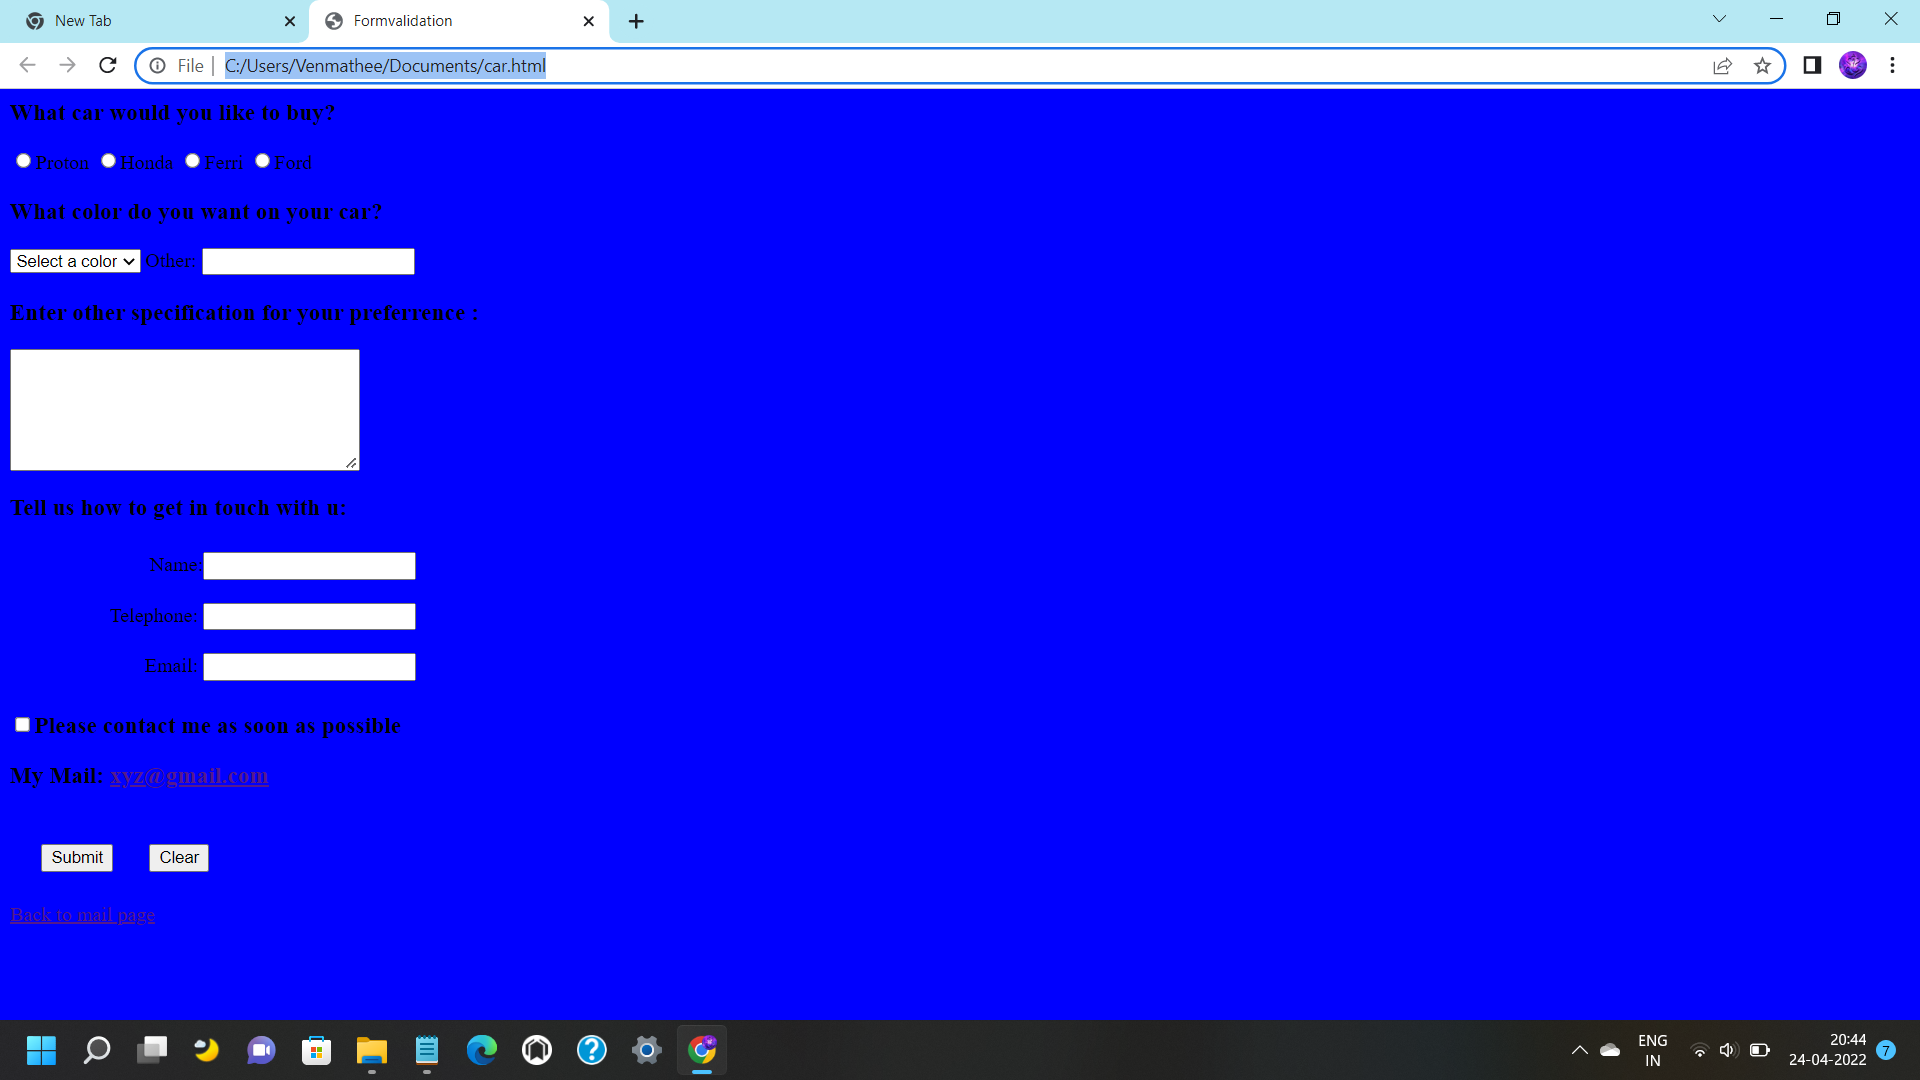 New Tab
Formvalidation
File
C:/Users/Venmathee/Documents/car.html
What car would you like to buy?
Proton Honda Ferri Ford
What color do you want on your car?
Select a color Other:
Enter other specification for your preferrence :
Tell us how to get in touch with u:
Name:
Telephone:
Email:
Please contact me as soon as possible
My Mail: xyz@gmail.com
Submit Clear
Back to mail page
ENG
IN
20:44
24-04-2022
7